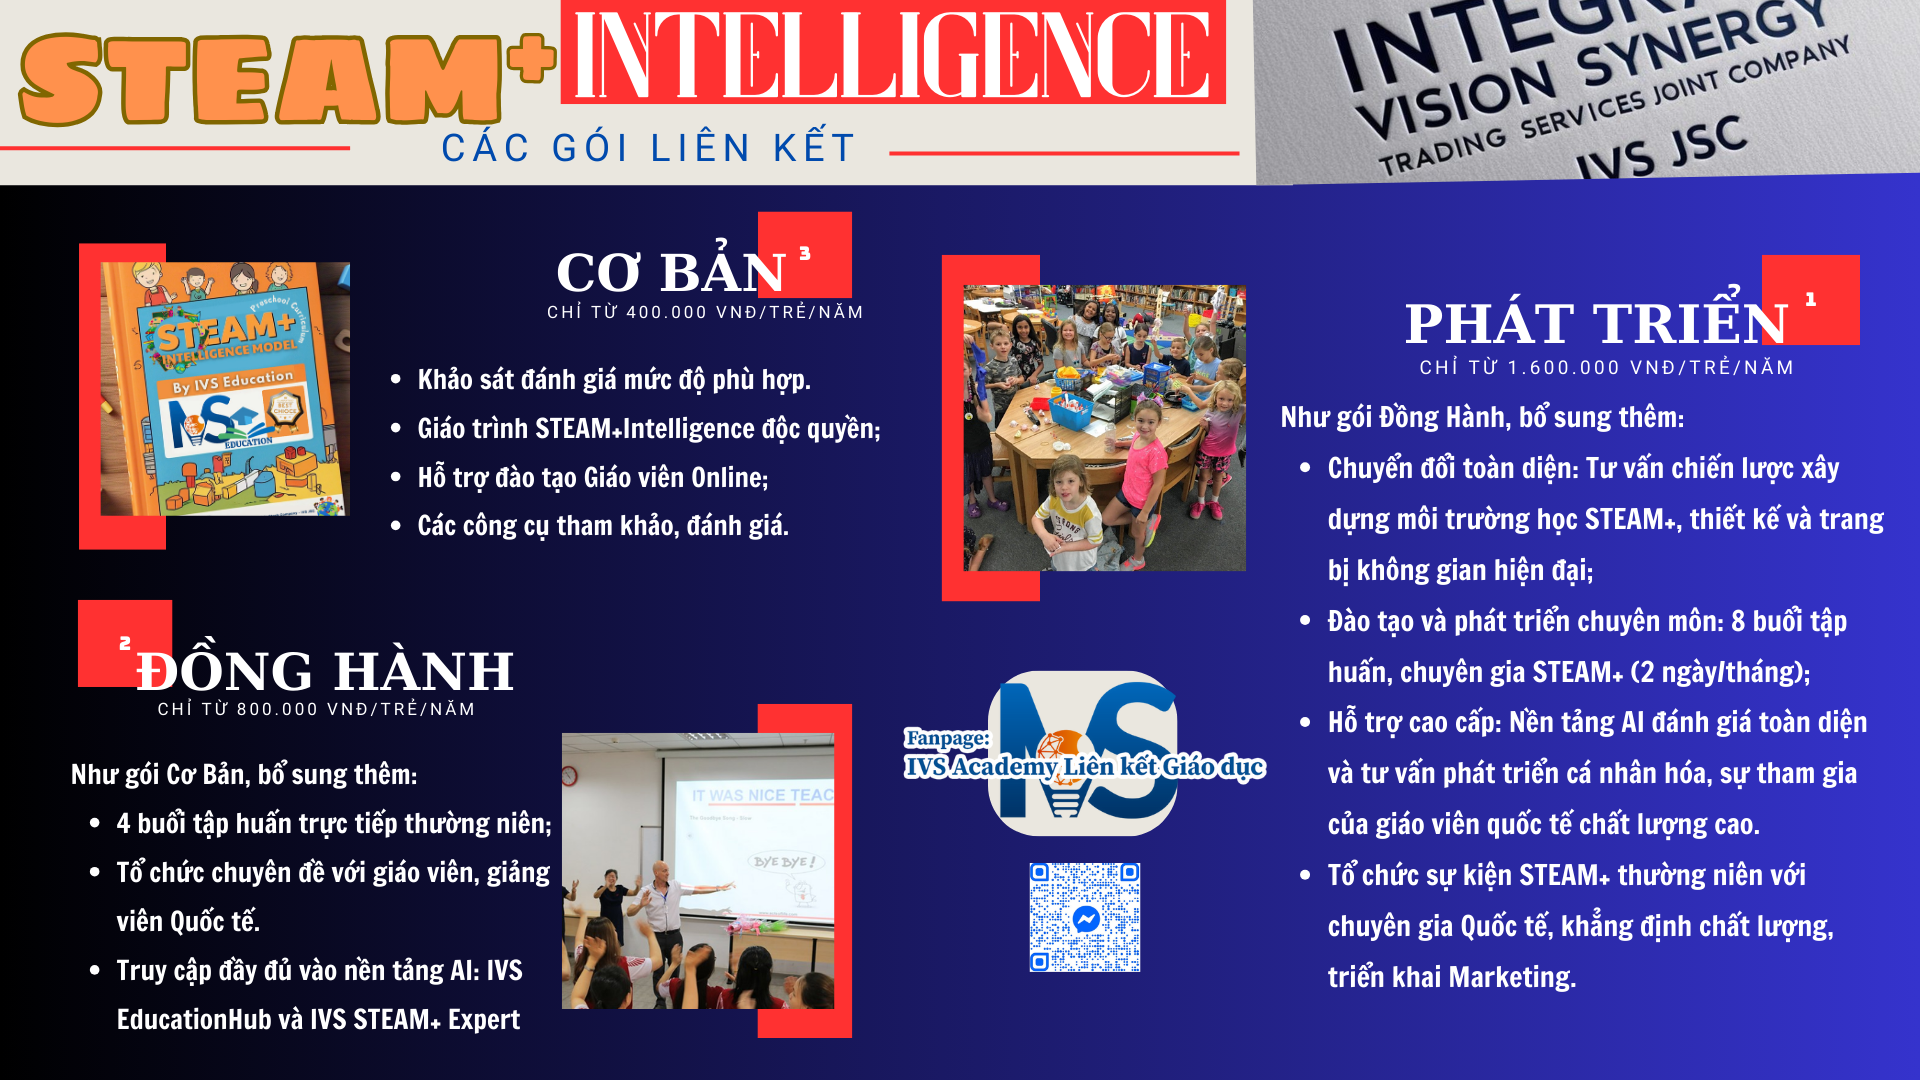 STEAM+ INTELLIGENCE
CÁC GÓI LIÊN KẾT
INTEGRA
VISION SYNERGY
TRADING SERVICES JOINT COMPANY
IVS JSC
CƠ BẢN 3
CHỈ TỪ 400.000 VNĐ/TRẺ/NĂM
Preschool Curriculum
STEAM+
INTELLIGENCE MODEL
By IVS Education
EDUCATION
• Khảo sát đánh giá mức độ phù hợp.
• Giáo trình STEAM+Intelligence độc quyền;
• Hỗ trợ đào tạo Giáo viên Online;
• Các công cụ tham khảo, đánh giá.
2
ĐỒNG HÀNH
CHỈ TỪ 800.000 VNĐ/TRẺ/NĂM
Như gói Cơ Bản, bổ sung thêm:
• 4 buổi tập huấn trực tiếp thường niên;
• Tổ chức chuyên đề với giáo viên, giảng
viên Quốc tế.
• Truy cập đầy đủ vào nền tảng AI: IVS
EducationHub và IVS STEAM+ Expert
IT WAS NICE TEAC
BYE BYE !
Fanpage:
IVS Academy Liên kết Giáo dục
PHÁT TRIỂN 1
CHỈ TỪ 1.600.000 VNĐ/TRẺ/NĂM
Như gói Đồng Hành, bổ sung thêm:
• Chuyển đổi toàn diện: Tư vấn chiến lược xây
dựng môi trường học STEAM+, thiết kế và trang
bị không gian hiện đại;
• Đào tạo và phát triển chuyên môn: 8 buổi tập
huấn, chuyên gia STEAM+ (2 ngày/tháng);
• Hỗ trợ cao cấp: Nền tảng AI đánh giá toàn diện
và tư vấn phát triển cá nhân hóa, sự tham gia
của giáo viên quốc tế chất lượng cao.
• Tổ chức sự kiện STEAM+ thường niên với
chuyên gia Quốc tế, khẳng định chất lượng,
triển khai Marketing.